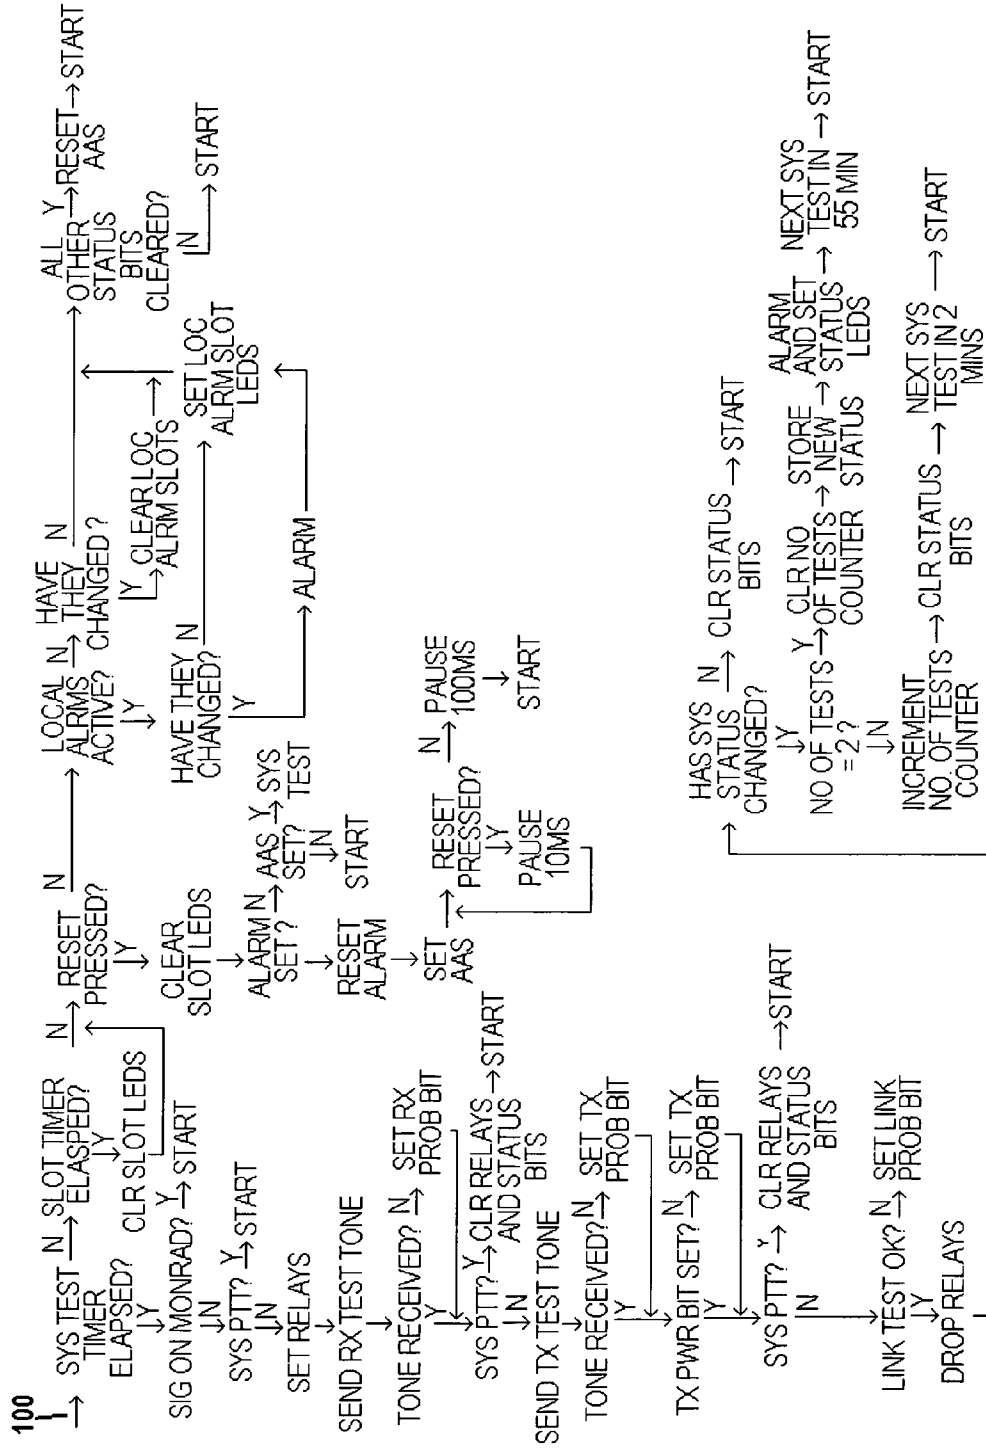 100
SYS TEST
TIMER
ELAPSED?
N
SLOT TIMER
ELASPED?
N
RESET
PRESSED?
N
LOCAL
ALRMS
ACTIVE?
N
HAVE
THEY
CHANGED?
N
ALL
OTHER
STATUS
BITS
CLEARED?
Y
RESET
AAS
START
N
START
Y
CLR SLOT LEDS
Y
CLEAR LOC
ALRM SLOTS
Y
HAVE THEY
CHANGED?
N
SET LOC
ALRM SLOT
LEDS
Y
ALARM
Y
CLEAR
SLOT LEDS
ALARM
SET?
N
AAS
SET?
Y
SYS
TEST
N
START
RESET
ALARM
SET
AAS
RESET
PRESSED?
N
PAUSE
100MS
START
Y
PAUSE
10MS
Y
SIG ON MONRAD?
Y
START
N
SYS PTT?
Y
START
N
SET RELAYS
SEND RX TEST TONE
TONE RECEIVED?
N
SET RX
PROB BIT
Y
SYS PTT?
Y
CLR RELAYS
AND STATUS
BITS
START
N
SEND TX TEST TONE
TONE RECEIVED?
N
SET TX
PROB BIT
Y
TX PWR BIT SET?
N
SET TX
PROB BIT
Y
SYS PTT?
Y
CLR RELAYS
AND STATUS
BITS
START
N
LINK TEST OK?
N
SET LINK
PROB BIT
Y
DROP RELAYS
HAS SYS
STATUS
CHANGED?
N
CLR STATUS
BITS
START
Y
NO OF TESTS
= 2 ?
Y
CLR NO
OF TESTS
COUNTER
STORE
NEW
STATUS
ALARM
AND SET
STATUS
LEDS
NEXT SYS
TEST IN
55 MIN
START
N
INCREMENT
NO. OF TESTS
COUNTER
CLR STATUS
BITS
NEXT SYS
TEST IN 2
MINS
START